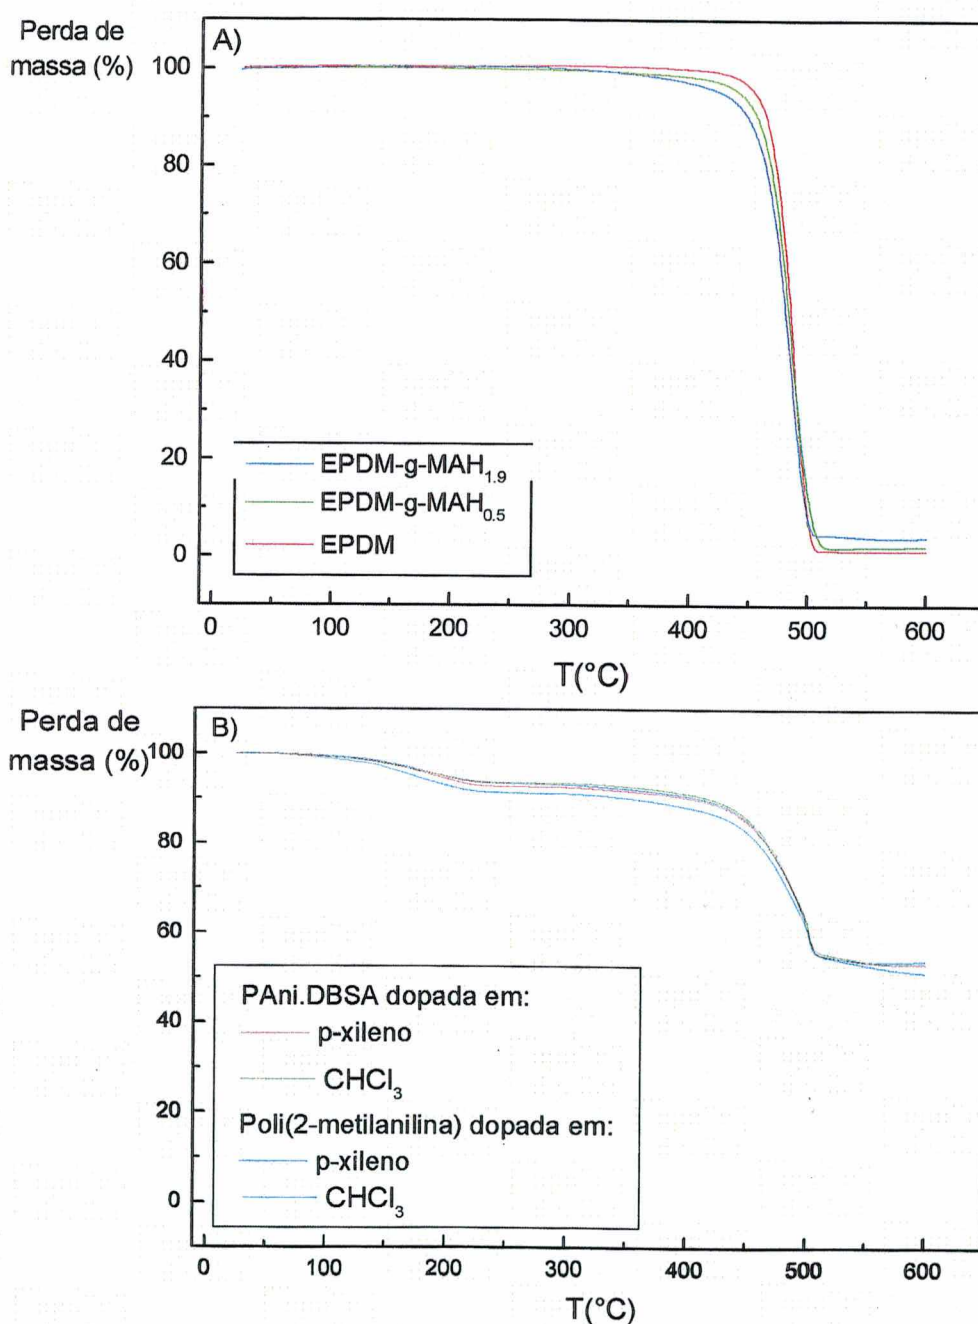 Perda de
massa (%)
A)
100
80
60
40
20
0
EPDM-g-MAH1.9
EPDM-g-MAH0.5
EPDM
0 100 200 300 400 500 600
T(°C)
Perda de
massa (%)
B)
100
80
60
40
20
0
PAni.DBSA dopada em:
p-xileno
CHCl3
Poli(2-metilanilina) dopada em:
p-xileno
CHCl3
0 100 200 300 400 500 600
T(°C)